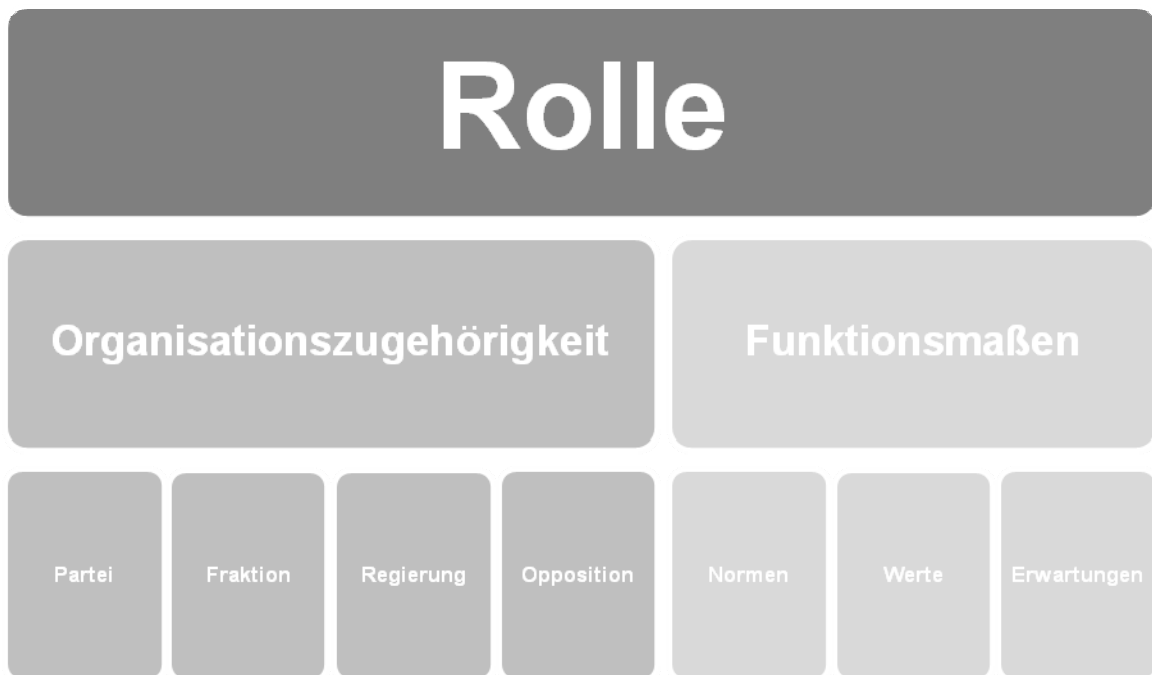 Rolle
Organisationszugehörigkeit
Funktionsmaßen
Partei
Fraktion
Regierung
Opposition
Normen
Werte
Erwartungen